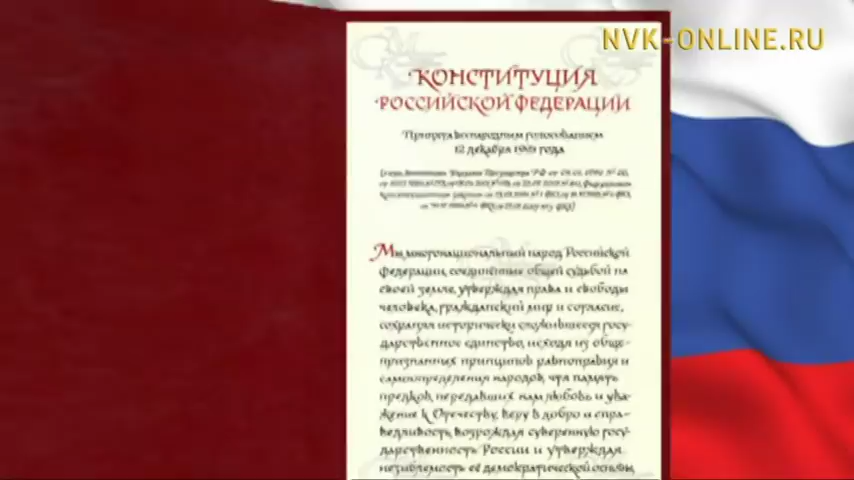 NVK-ONLINE.RU
КОНСТИТУЦИЯ
РОССИЙСКОЙ ФЕДЕРАЦИИ
Принята всенародным голосованием
12 декабря 1993 года
Мы, многонациональный народ Российской
Федерации, соединённые общей судьбой на
своей земле, утверждая права и свободы
человека, гражданский мир и согласие,
сохраняя исторически сложившееся госу-
дарственное единство, исходя из обще-
признанных принципов равноправия и
самоопределения народов, чтя память
предков, передавших нам любовь и ува-
жение к Отечеству, веру в добро и спра-
ведливость, возрождая суверенную госу-
дарственность России и утверждая
незыблемость её демократической основы,